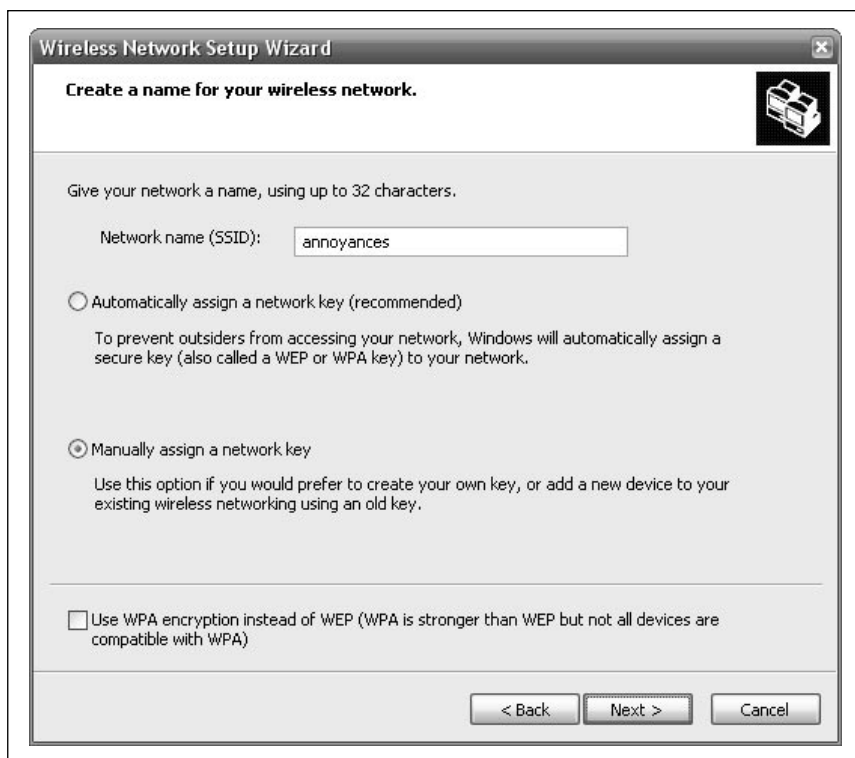 Wireless Network Setup Wizard
Create a name for your wireless network.
Give your network a name, using up to 32 characters.
Network name (SSID): annoyances
Automatically assign a network key (recommended)
To prevent outsiders from accessing your network, Windows will automatically assign a
secure key (also called a WEP or WPA key) to your network.
Manually assign a network key
Use this option if you would prefer to create your own key, or add a new device to your
existing wireless networking using an old key.
Use WPA encryption instead of WEP (WPA is stronger than WEP but not all devices are
compatible with WPA)
< Back Next > Cancel